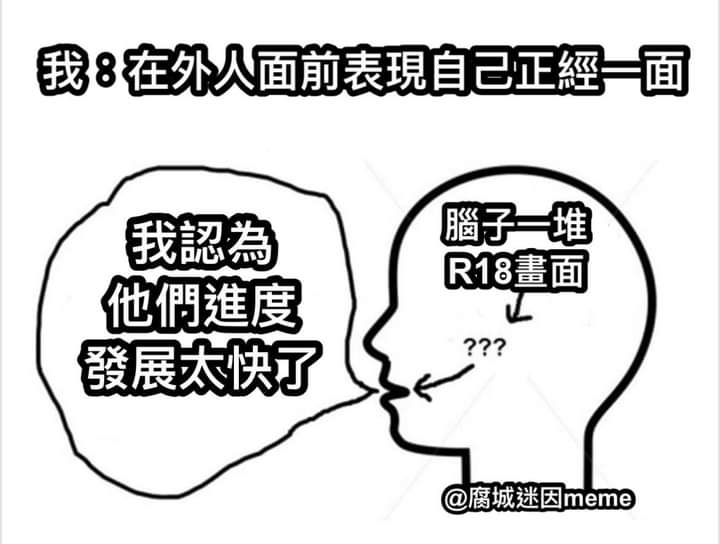 我：在外人面前表現自己正經一面
我認為
他們進度
發展太快了
腦子一堆
R18畫面
???
@腐城迷因meme